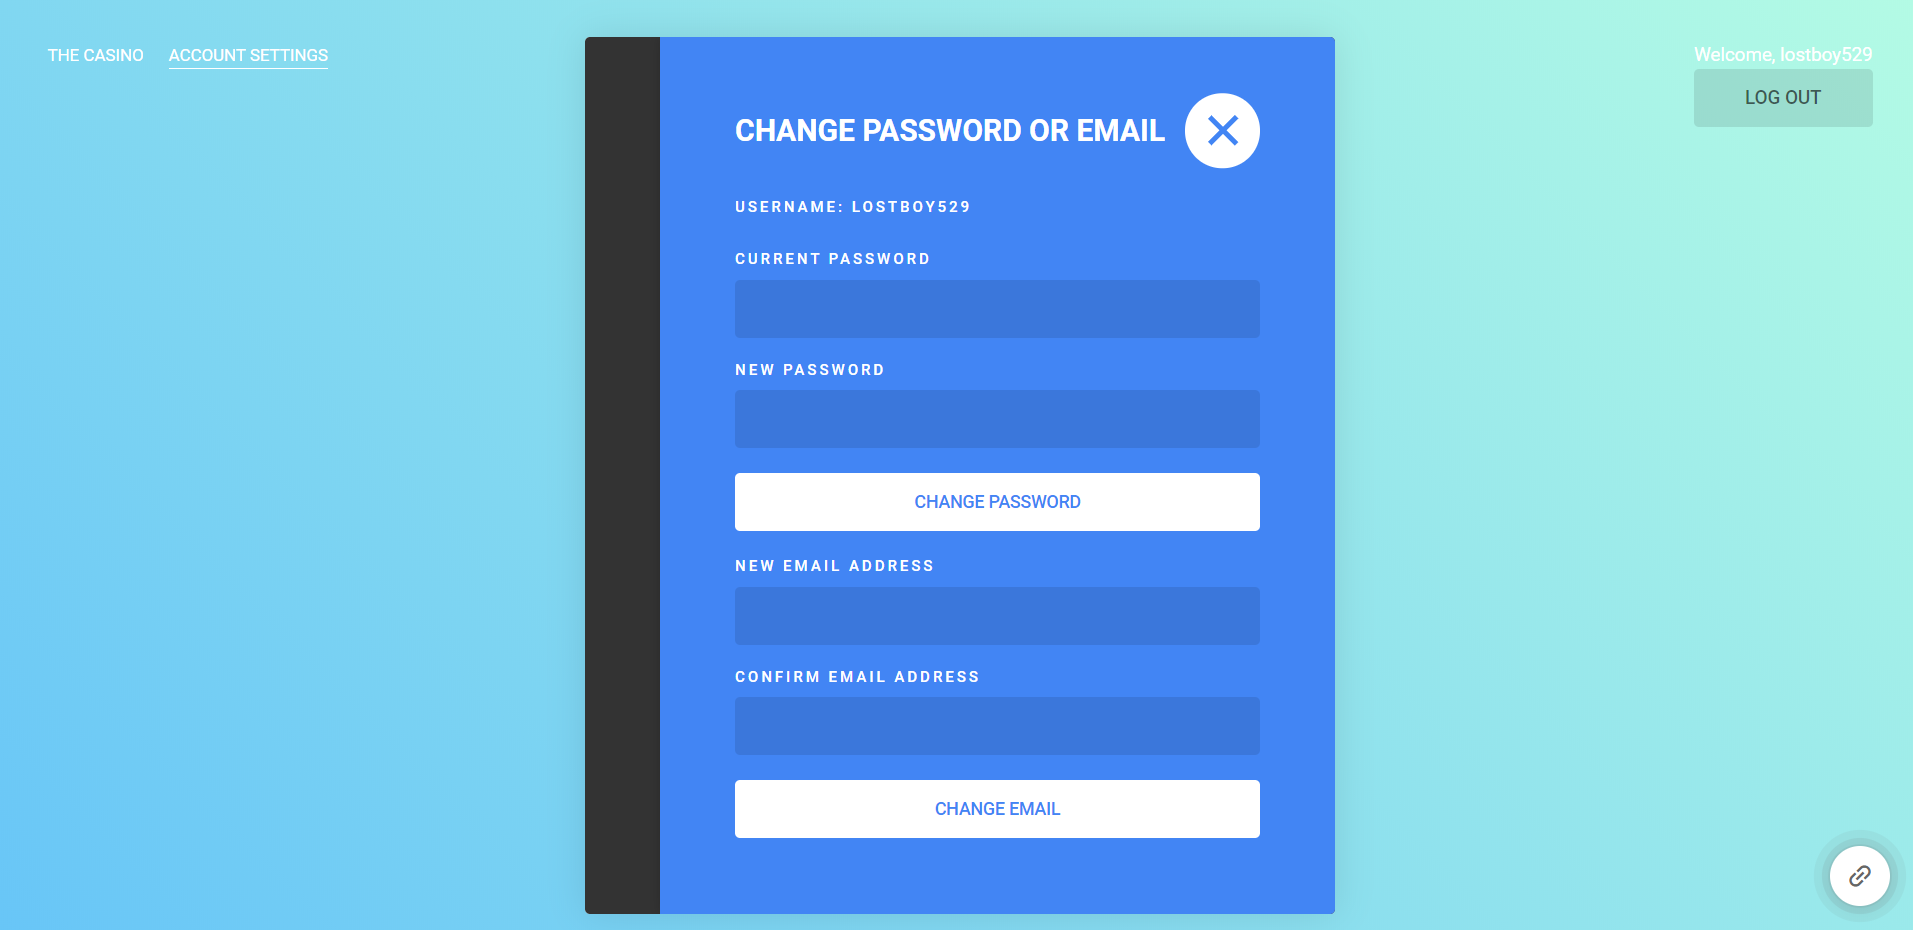 THE CASINO
ACCOUNT SETTINGS
Welcome, lostboy529
LOG OUT
CHANGE PASSWORD OR EMAIL
USERNAME: LOSTBOY529
CURRENT PASSWORD
NEW PASSWORD
CHANGE PASSWORD
NEW EMAIL ADDRESS
CONFIRM EMAIL ADDRESS
CHANGE EMAIL